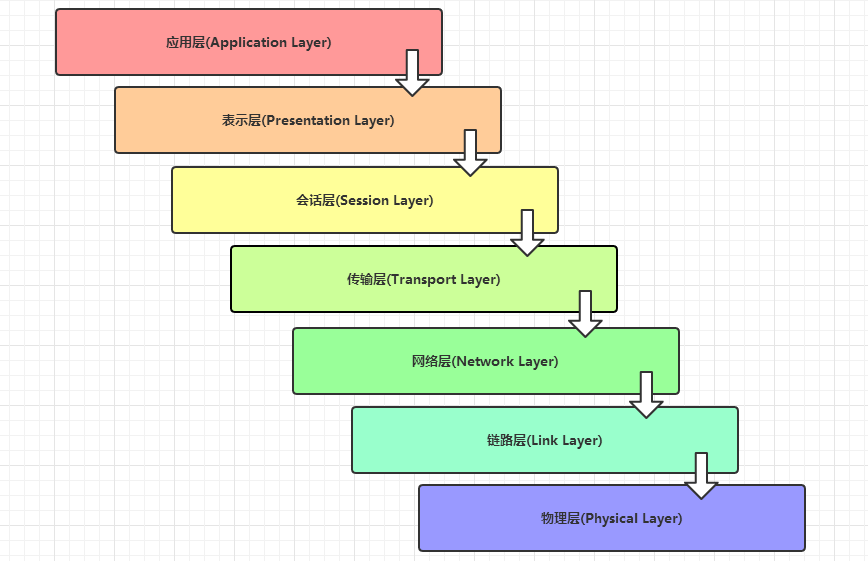 应用层(Application Layer)
表示层(Presentation Layer)
会话层(Session Layer)
传输层(Transport Layer)
网络层(Network Layer)
链路层(Link Layer)
物理层(Physical Layer)